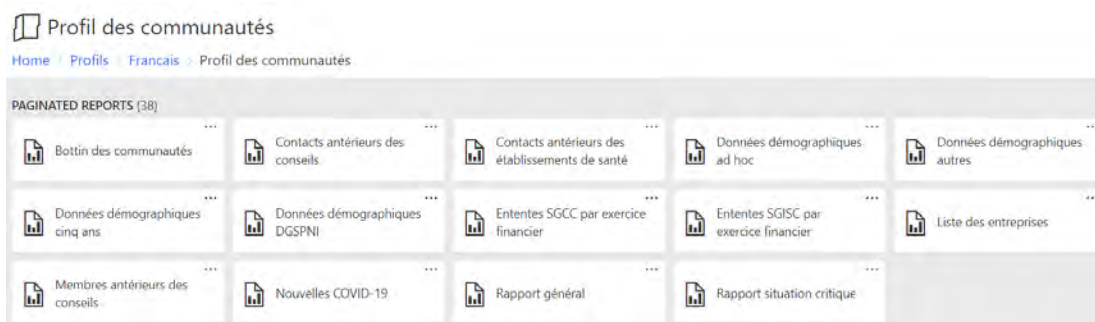 Profil des communautés
Home / Profils / Francais > Profil des communautés
PAGINATED REPORTS (38)
Bottin des communautés
Contacts antérieurs des
conseils
Contacts antérieurs des
établissements de santé
Données démographiques
ad hoc
Données démographiques
autres
Données démographiques
cinq ans
Données démographiques
DGSPNI
Ententes SGCC par exercice
financier
Ententes SGISC par
exercice financier
Liste des entreprises
Membres antérieurs des
conseils
Nouvelles COVID-19
Rapport général
Rapport situation critique